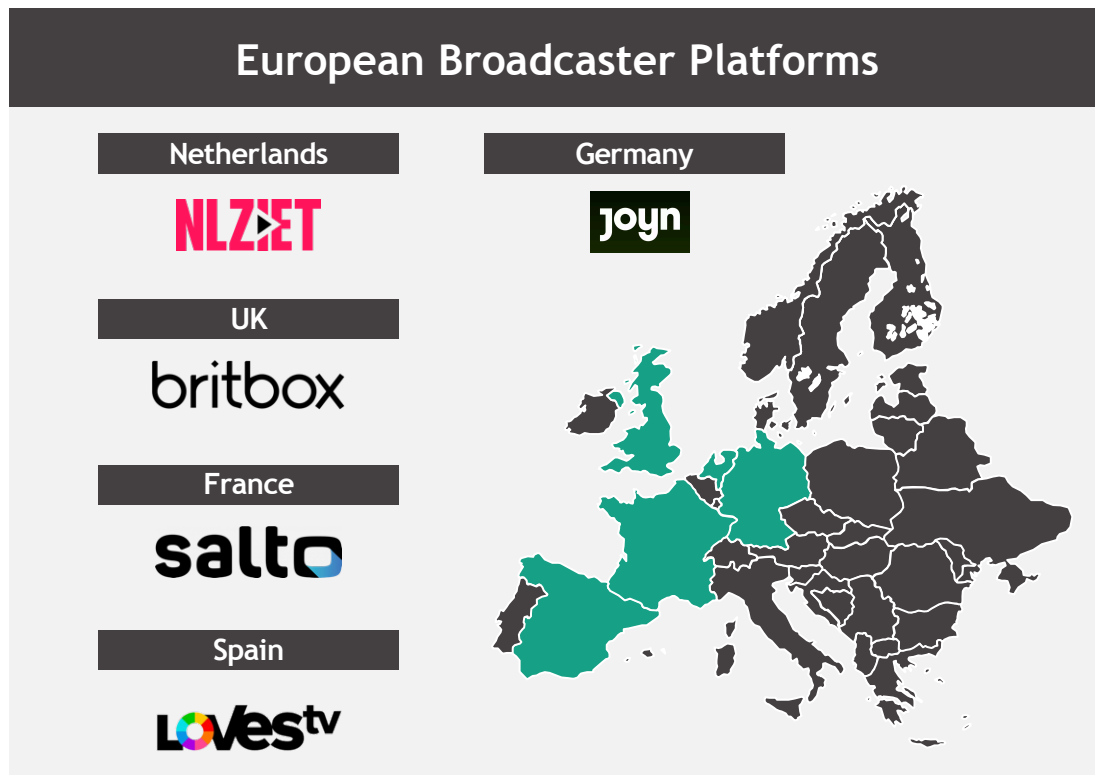 European Broadcaster Platforms
Netherlands
NLZIET
UK
britbox
France
salto
Spain
LOVEStv
Germany
joyn